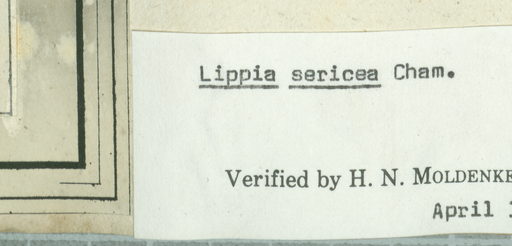 Lippia sericea Cham.
Verified by H. N. MOLDENKE
April